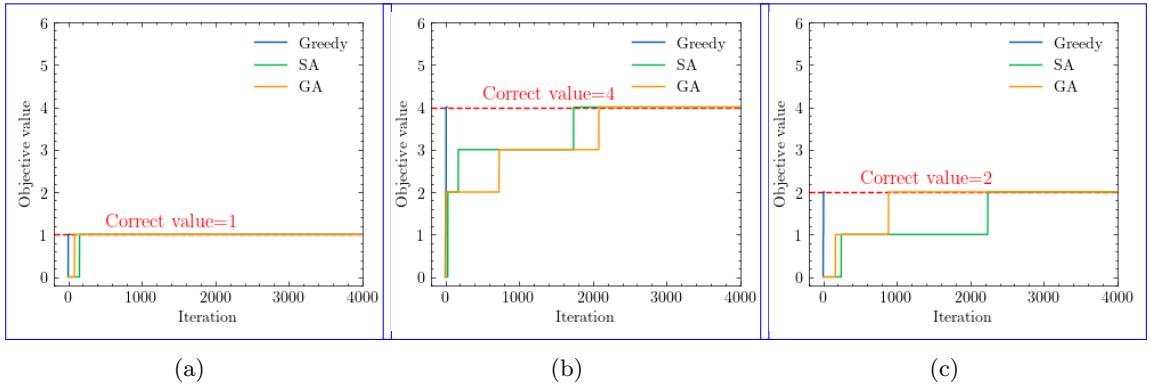 6
5
4
3
2
1
0
Objective value
Greedy
SA
GA
Correct value=1
0 1000 2000 3000 4000
Iteration
(a)
6
5
4
3
2
1
0
Objective value
Greedy
SA
GA
Correct value=4
0 1000 2000 3000 4000
Iteration
(b)
6
5
4
3
2
1
0
Objective value
Greedy
SA
GA
Correct value=2
0 1000 2000 3000 4000
Iteration
(c)